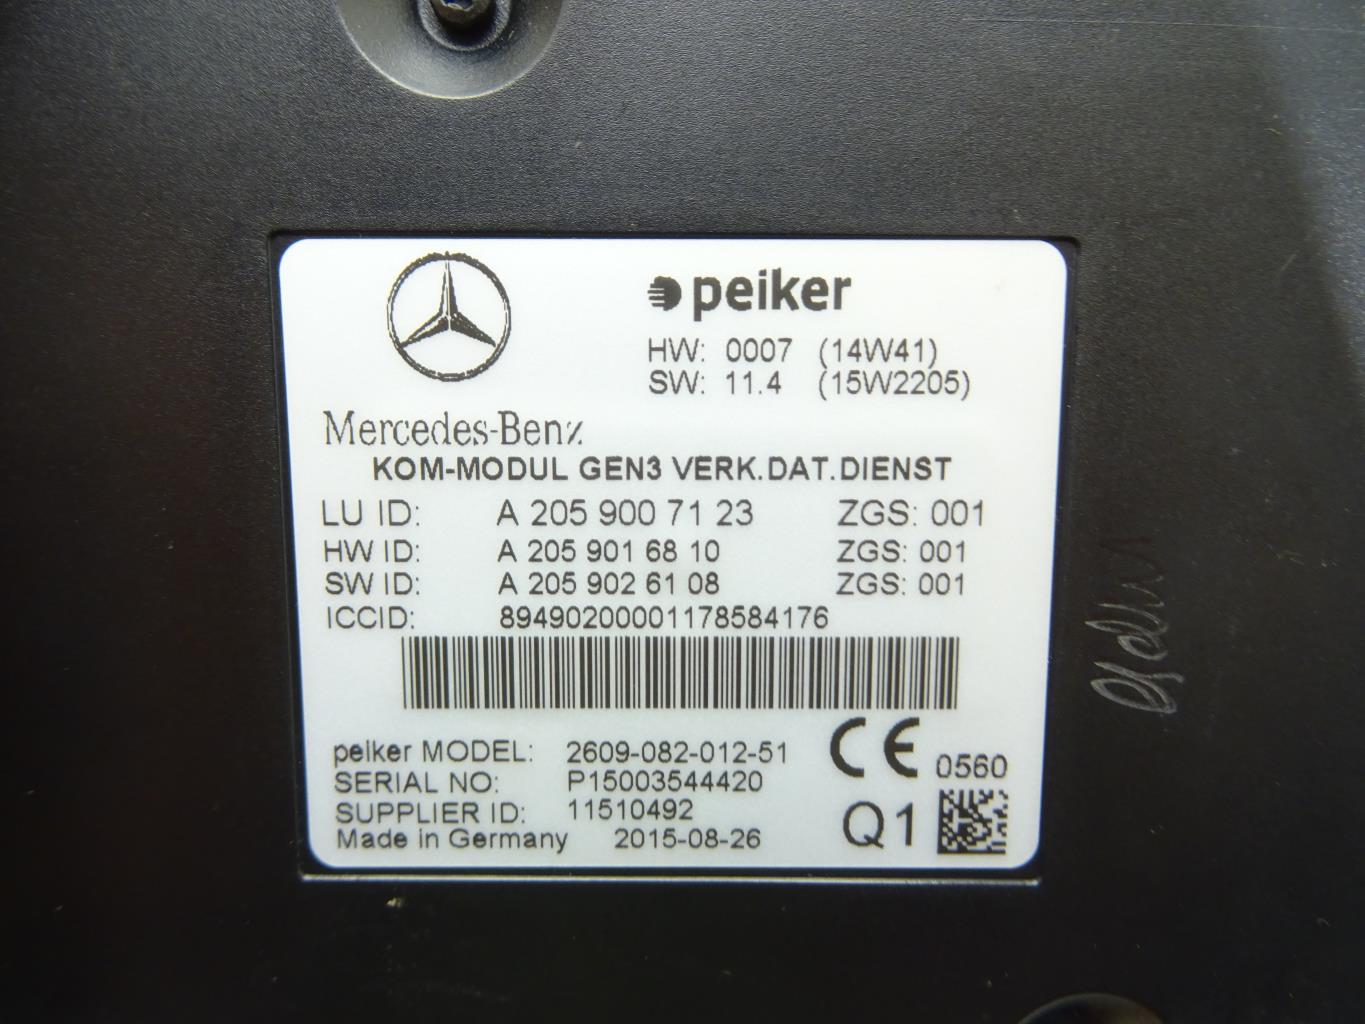 peiker
HW: 0007 (14W41)
SW: 11.4 (15W2205)
Mercedes-Benz
KOM-MODUL GEN3 VERK.DAT.DIENST
LU ID: A 205 900 71 23 ZGS: 001
HW ID: A 205 901 68 10 ZGS: 001
SW ID: A 205 902 61 08 ZGS: 001
ICCID: 89490200001178584176
peiker MODEL: 2609-082-012-51
SERIAL NO: P15003544420
SUPPLIER ID: 11510492
Made in Germany 2015-08-26
CE 0560
Q1